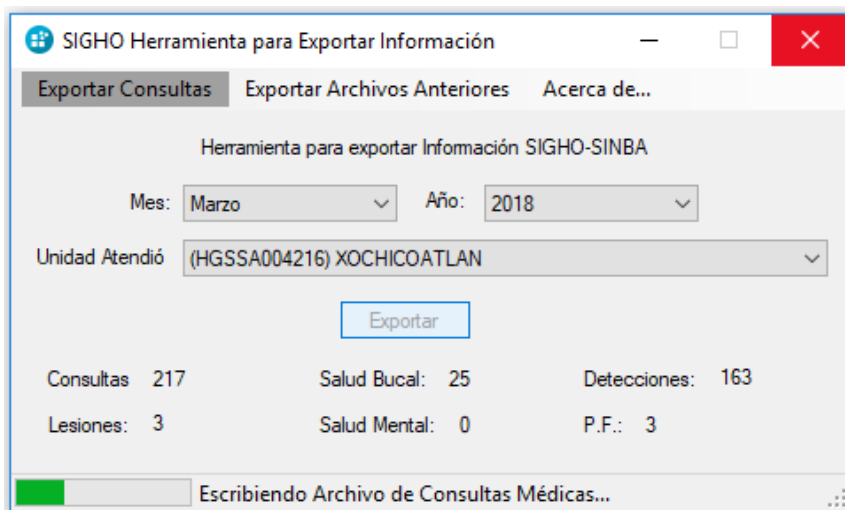 SIGHO Herramienta para Exportar Información
Exportar Consultas Exportar Archivos Anteriores Acerca de...
Herramienta para exportar Información SIGHO-SINBA
Mes: Marzo Año: 2018
Unidad Atendió (HGSSA004216) XOCHICOATLAN
Exportar
Consultas 217 Salud Bucal: 25 Detecciones: 163
Lesiones: 3 Salud Mental: 0 P.F.: 3
Escribiendo Archivo de Consultas Médicas...